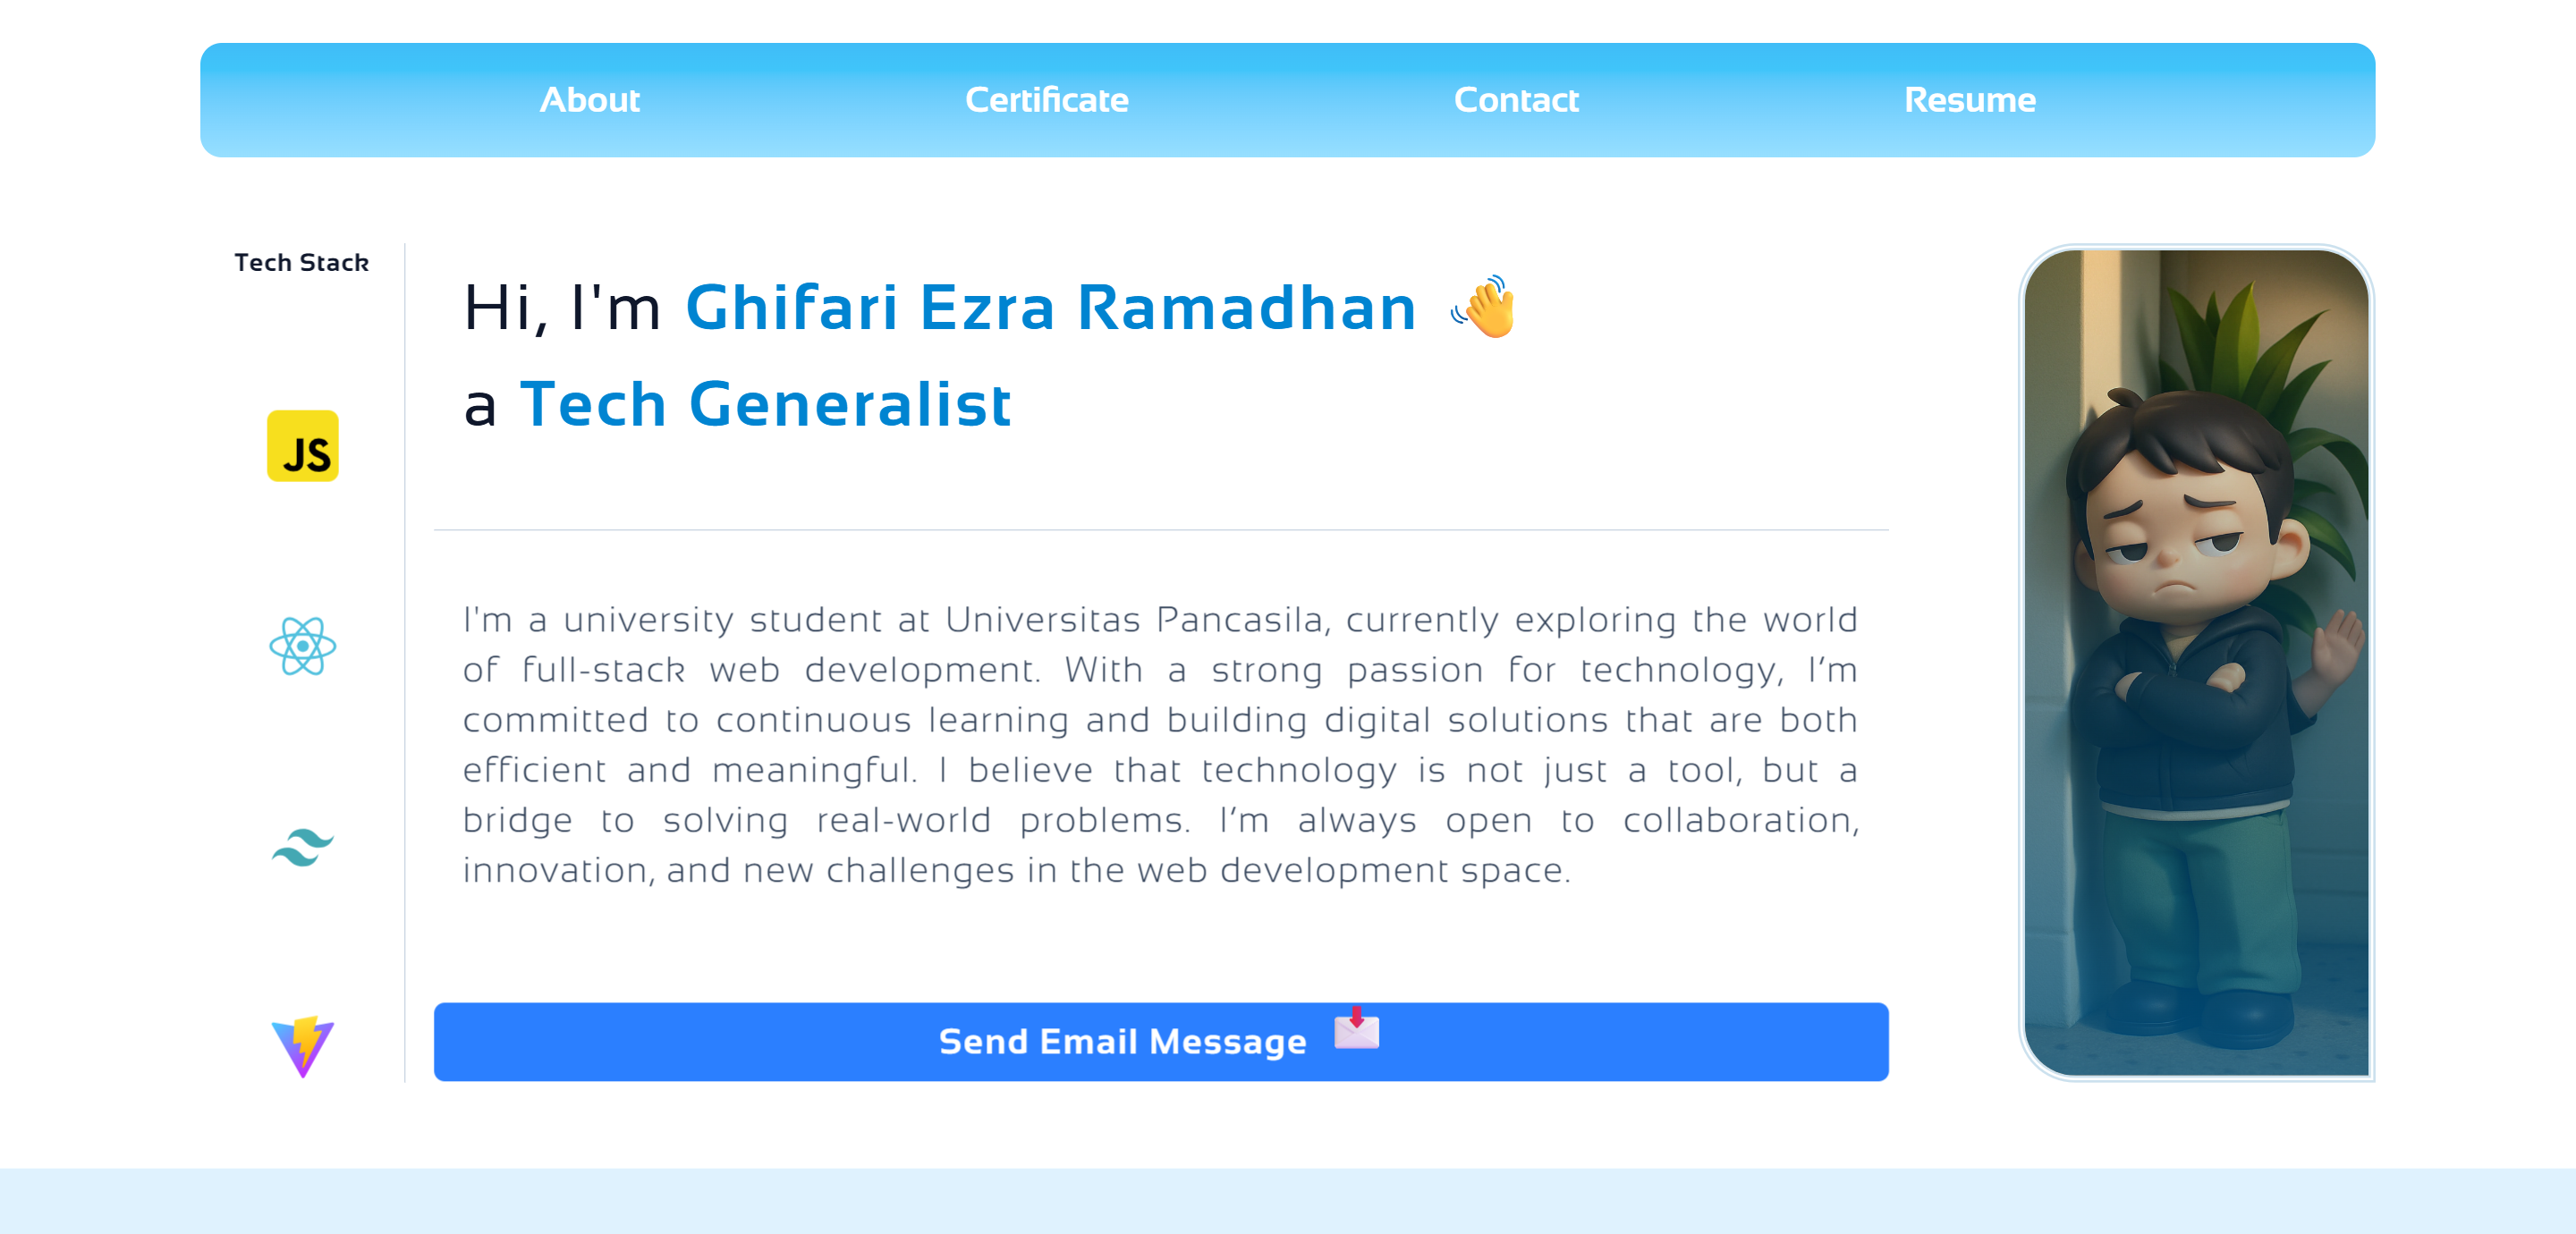 About Certificate Contact Resume
Tech Stack
JS
Hi, I'm Ghifari Ezra Ramadhan
a Tech Generalist
I'm a university student at Universitas Pancasila, currently exploring the world
of full-stack web development. With a strong passion for technology, I’m
committed to continuous learning and building digital solutions that are both
efficient and meaningful. I believe that technology is not just a tool, but a
bridge to solving real-world problems. I’m always open to collaboration,
innovation, and new challenges in the web development space.
Send Email Message